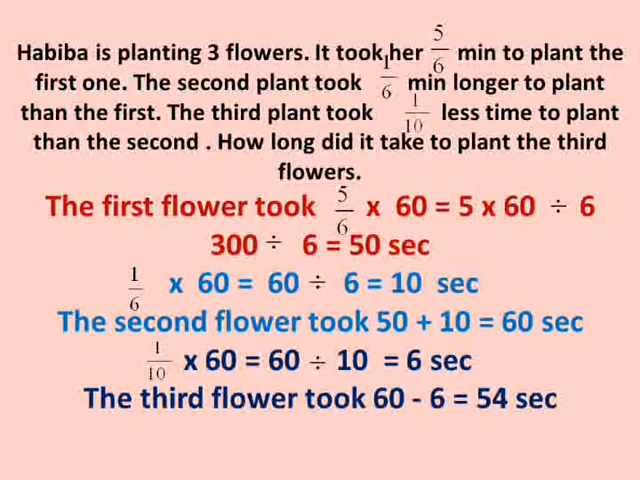 Habiba is planting 3 flowers. It took her 5/6 min to plant the
first one. The second plant took 1/6 min longer to plant
than the first. The third plant took 1/10 less time to plant
than the second . How long did it take to plant the third
flowers.
The first flower took 5/6 x 60 = 5 x 60 ÷ 6
300 ÷ 6 = 50 sec
1/6 x 60 = 60 ÷ 6 = 10 sec
The second flower took 50 + 10 = 60 sec
1/10 x 60 = 60 ÷ 10 = 6 sec
The third flower took 60 - 6 = 54 sec